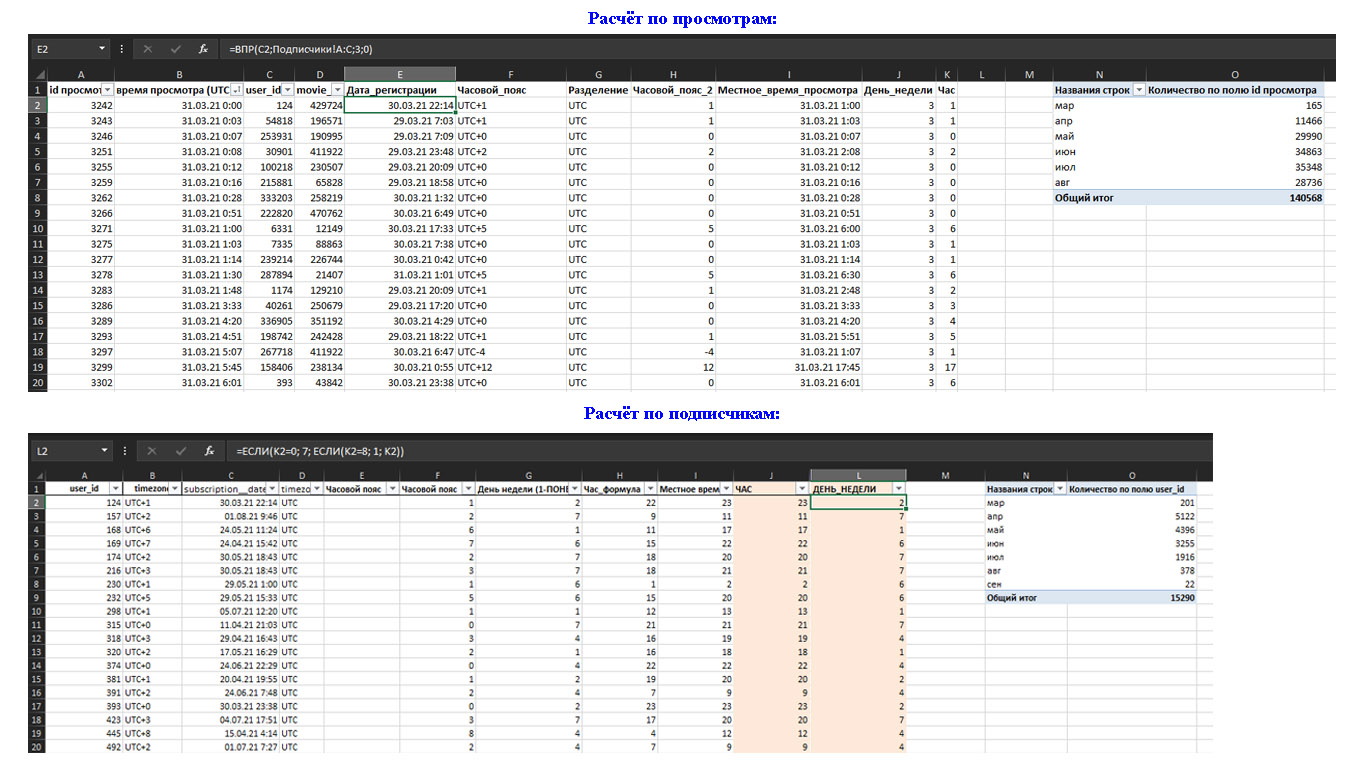 Расчёт по просмотрам:
E2 fx =ВПР(C2;Подписчики!A:C;3;0)
A B C D E F G H I J K L M N O
1 id просмот время просмотра (UTC user_id movie_ Дата_регистрации Часовой_пояс Разделение Часовой_пояс_2 Местное_время_просмотра День_недели Час Названия строк Количество по полю id просмотра
2 3242 31.03.21 0:00 124 429724 30.03.21 22:14 UTC+1 UTC 1 31.03.21 1:00 3 1 мар 165
3 3243 31.03.21 0:03 54818 196571 29.03.21 7:03 UTC+1 UTC 1 31.03.21 1:03 3 1 апр 11466
4 3246 31.03.21 0:07 253931 190995 29.03.21 7:09 UTC+0 UTC 0 31.03.21 0:07 3 0 май 29990
5 3251 31.03.21 0:08 30901 411922 29.03.21 23:48 UTC+2 UTC 2 31.03.21 2:08 3 2 июн 34863
6 3255 31.03.21 0:12 100218 230507 29.03.21 20:09 UTC+0 UTC 0 31.03.21 0:12 3 0 июл 35348
7 3259 31.03.21 0:16 215881 65828 29.03.21 18:58 UTC+0 UTC 0 31.03.21 0:16 3 0 авг 28736
8 3262 31.03.21 0:28 333203 258219 30.03.21 1:32 UTC+0 UTC 0 31.03.21 0:28 3 0 Общий итог 140568
9 3266 31.03.21 0:51 222820 470762 30.03.21 6:49 UTC+0 UTC 0 31.03.21 0:51 3 0
10 3271 31.03.21 1:00 6331 12149 30.03.21 17:33 UTC+5 UTC 5 31.03.21 6:00 3 6
11 3275 31.03.21 1:03 7335 88863 30.03.21 7:38 UTC+0 UTC 0 31.03.21 1:03 3 1
12 3277 31.03.21 1:14 239214 226744 30.03.21 0:42 UTC+0 UTC 0 31.03.21 1:14 3 1
13 3278 31.03.21 1:30 287894 21407 31.03.21 1:01 UTC+5 UTC 5 31.03.21 6:30 3 6
14 3283 31.03.21 1:48 1174 129210 29.03.21 20:09 UTC+1 UTC 1 31.03.21 2:48 3 2
15 3286 31.03.21 3:33 40261 250679 29.03.21 17:20 UTC+0 UTC 0 31.03.21 3:33 3 3
16 3289 31.03.21 4:20 336905 351192 30.03.21 4:29 UTC+0 UTC 0 31.03.21 4:20 3 4
17 3293 31.03.21 4:51 198742 242428 29.03.21 18:22 UTC+1 UTC 1 31.03.21 5:51 3 5
18 3297 31.03.21 5:07 267718 411922 30.03.21 6:47 UTC-4 UTC -4 31.03.21 1:07 3 1
19 3299 31.03.21 5:45 158406 238134 30.03.21 0:55 UTC+12 UTC 12 31.03.21 17:45 3 17
20 3302 31.03.21 6:01 393 43842 30.03.21 23:38 UTC+0 UTC 0 31.03.21 6:01 3 6
Расчёт по подписчикам:
L2 fx =ЕСЛИ(K2=0; 7; ЕСЛИ(K2=8; 1; K2))
A B C D E F G H I J L M N O
1 user_id timezon subscription__date timezo Часовой пояс Часовой пояс День недели (1-ПОНЕ Час_формула Местное врем ЧАС ДЕНЬ_НЕДЕЛИ Названия строк Количество по полю user_id
2 124 UTC+1 30.03.21 22:14 UTC 1 2 22 23 23 2 мар 201
3 157 UTC+2 01.08.21 9:46 UTC 2 7 9 11 11 7 апр 5122
4 168 UTC+6 24.05.21 11:24 UTC 6 1 11 17 17 1 май 4396
5 169 UTC+7 24.04.21 15:42 UTC 7 6 15 22 22 6 июн 3255
6 174 UTC+2 30.05.21 18:43 UTC 2 7 18 20 20 7 июл 1916
7 216 UTC+3 30.05.21 18:43 UTC 3 7 18 21 21 7 авг 378
8 230 UTC+1 29.05.21 1:00 UTC 1 6 1 2 2 6 сен 22
9 232 UTC+5 29.05.21 15:33 UTC 5 6 15 20 20 6 Общий итог 15290
10 298 UTC+1 05.07.21 12:20 UTC 1 1 12 13 13 1
11 315 UTC+0 11.04.21 21:03 UTC 0 7 21 21 21 7
12 318 UTC+3 29.04.21 16:43 UTC 3 4 16 19 19 4
13 320 UTC+2 17.05.21 16:29 UTC 2 1 16 18 18 1
14 374 UTC+0 24.06.21 22:29 UTC 0 4 22 22 22 4
15 381 UTC+1 20.04.21 19:55 UTC 1 2 19 20 20 2
16 391 UTC+2 24.06.21 7:48 UTC 2 4 7 9 9 4
17 393 UTC+0 30.03.21 23:38 UTC 0 2 23 23 23 2
18 423 UTC+3 04.07.21 17:51 UTC 3 7 17 20 20 7
19 445 UTC+8 15.04.21 4:14 UTC 8 4 4 12 12 4
20 492 UTC+2 01.07.21 7:27 UTC 2 4 7 9 9 4